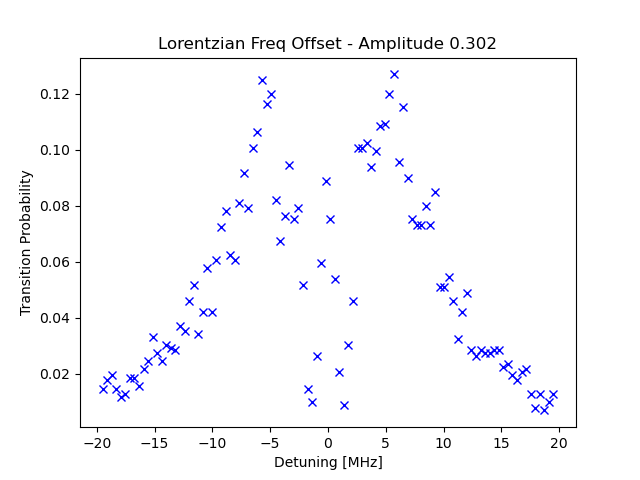 Lorentzian Freq Offset - Amplitude 0.302
Transition Probability
0.12
0.10
0.08
0.06
0.04
0.02
−20 −15 −10 −5 0 5 10 15 20
Detuning [MHz]